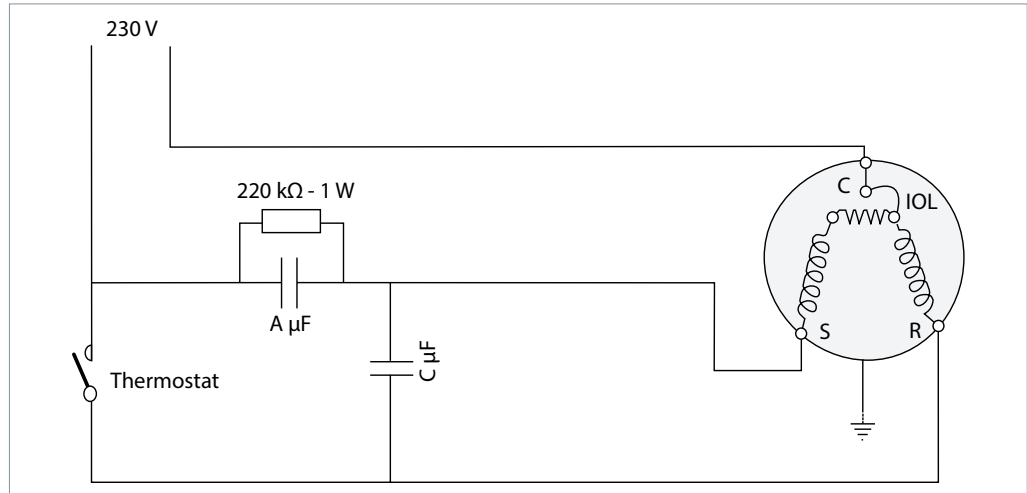 230 V
220 kΩ - 1 W
A µF
C µF
Thermostat
C
IOL
S
R